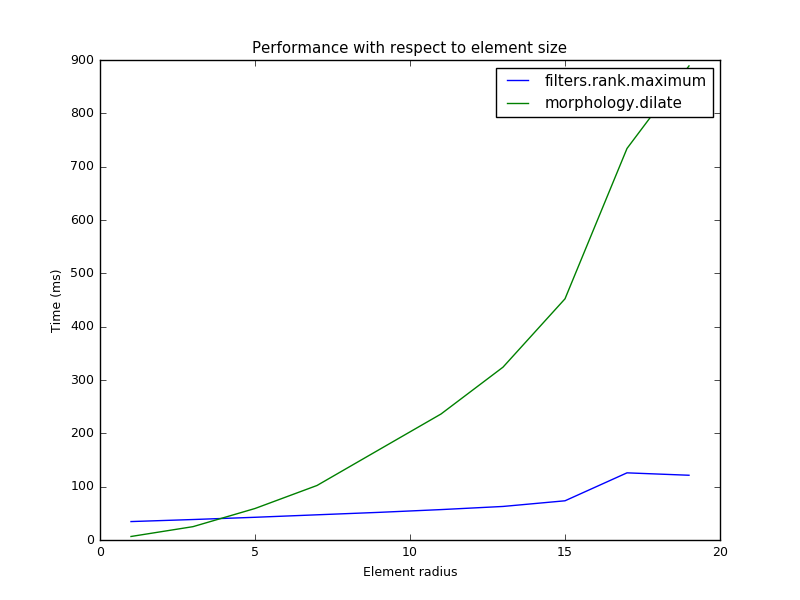 Performance with respect to element size
filters.rank.maximum
morphology.dilate
900
800
700
600
500
400
300
200
100
0
Time (ms)
0 5 10 15 20
Element radius